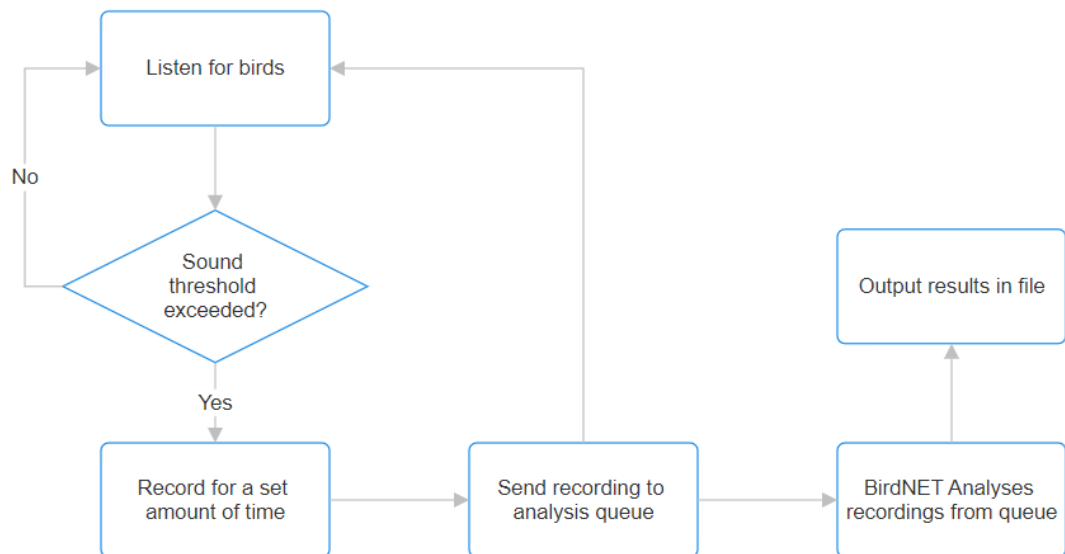 Listen for birds
No
Sound
threshold
exceeded?
Output results in file
Yes
Record for a set
amount of time
Send recording to
analysis queue
BirdNET Analyses
recordings from queue